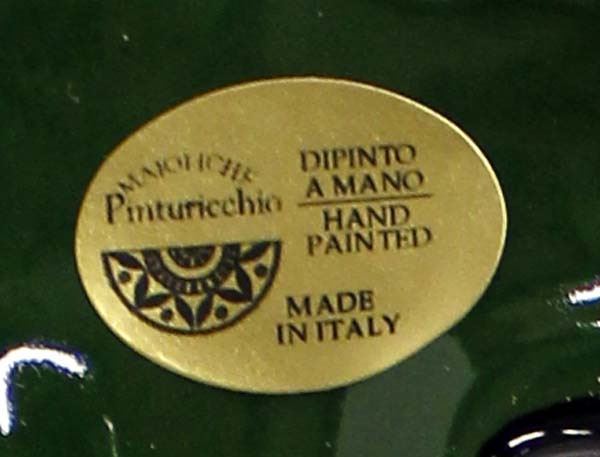 MAIOLICHE
Pinturicchio
DIPINTO
A MANO
HAND
PAINTED
MADE
IN ITALY